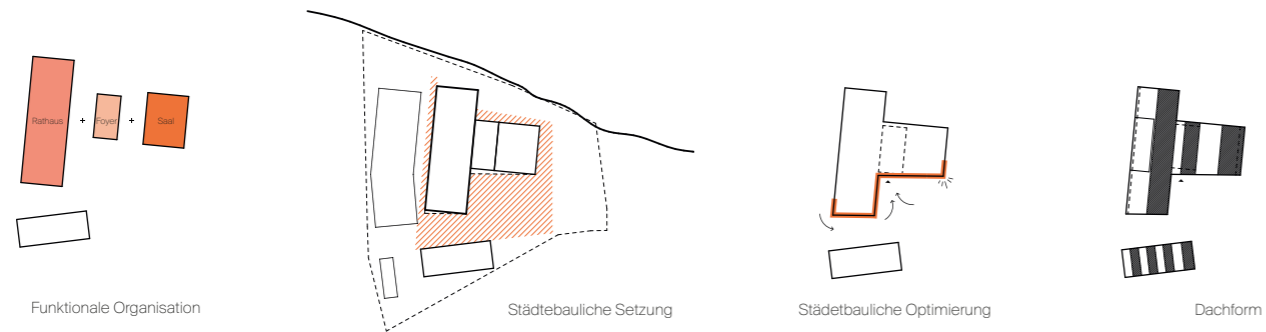 Rathaus + Foyer + Saal
Funktionale Organisation
Städtebauliche Setzung
Städetbauliche Optimierung
Dachform